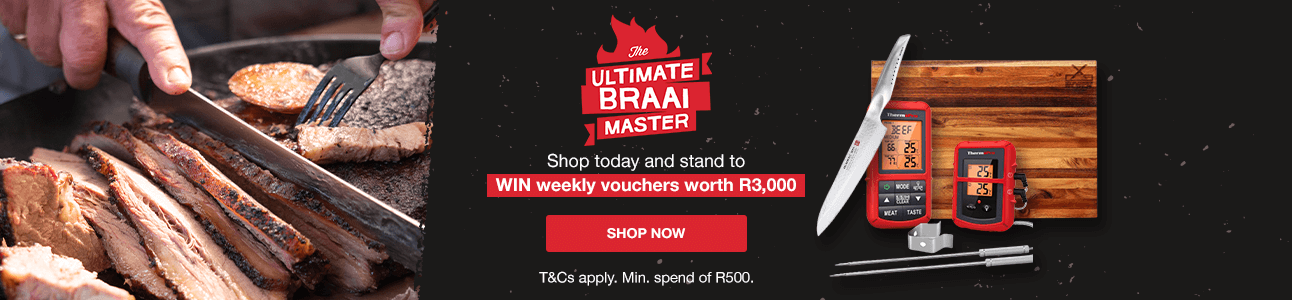 The
ULTIMATE
BRAAI
MASTER
Shop today and stand to
WIN weekly vouchers worth R3,000
SHOP NOW
T&Cs apply. Min. spend of R500.
BEEF
MODE
MEAT TASTE